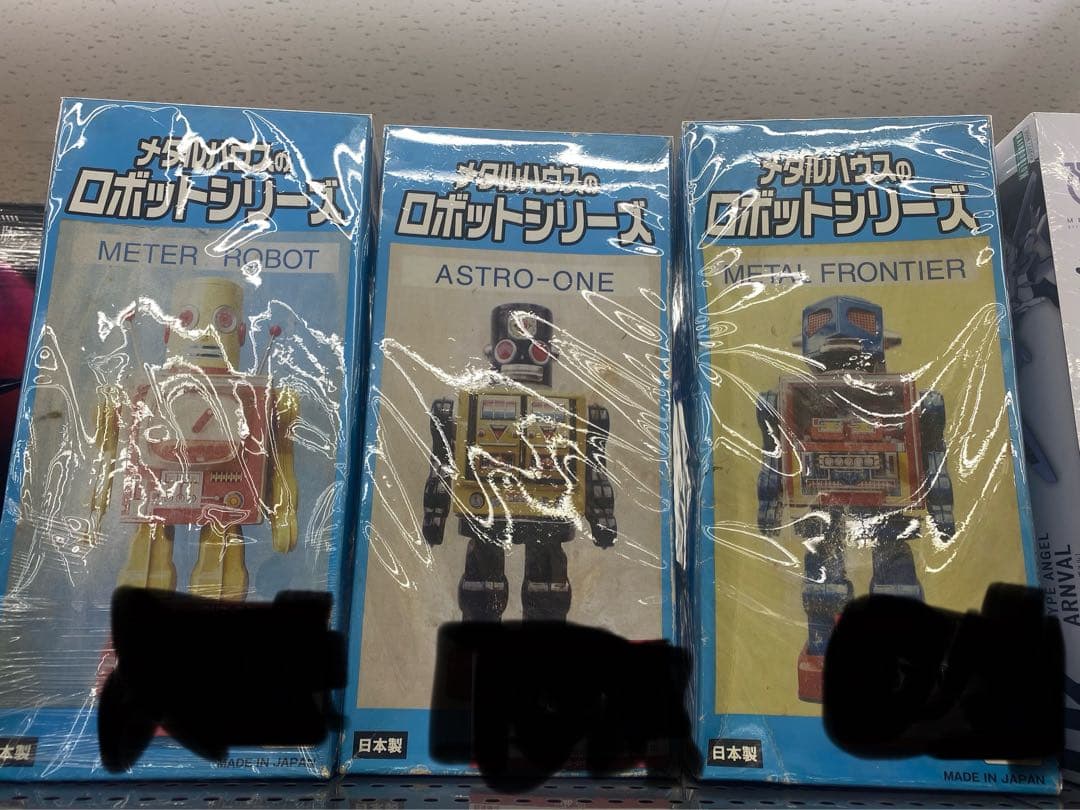 メタルハウスの
ロボットシリーズ
METER ROBOT
日本製
MADE IN JAPAN
メタルハウスの
ロボットシリーズ
ASTRO-ONE
日本製
メタルハウスの
ロボットシリーズ
METAL FRONTIER
日本製
MADE IN JAPAN
TYPE ANGEL
ARNVAL